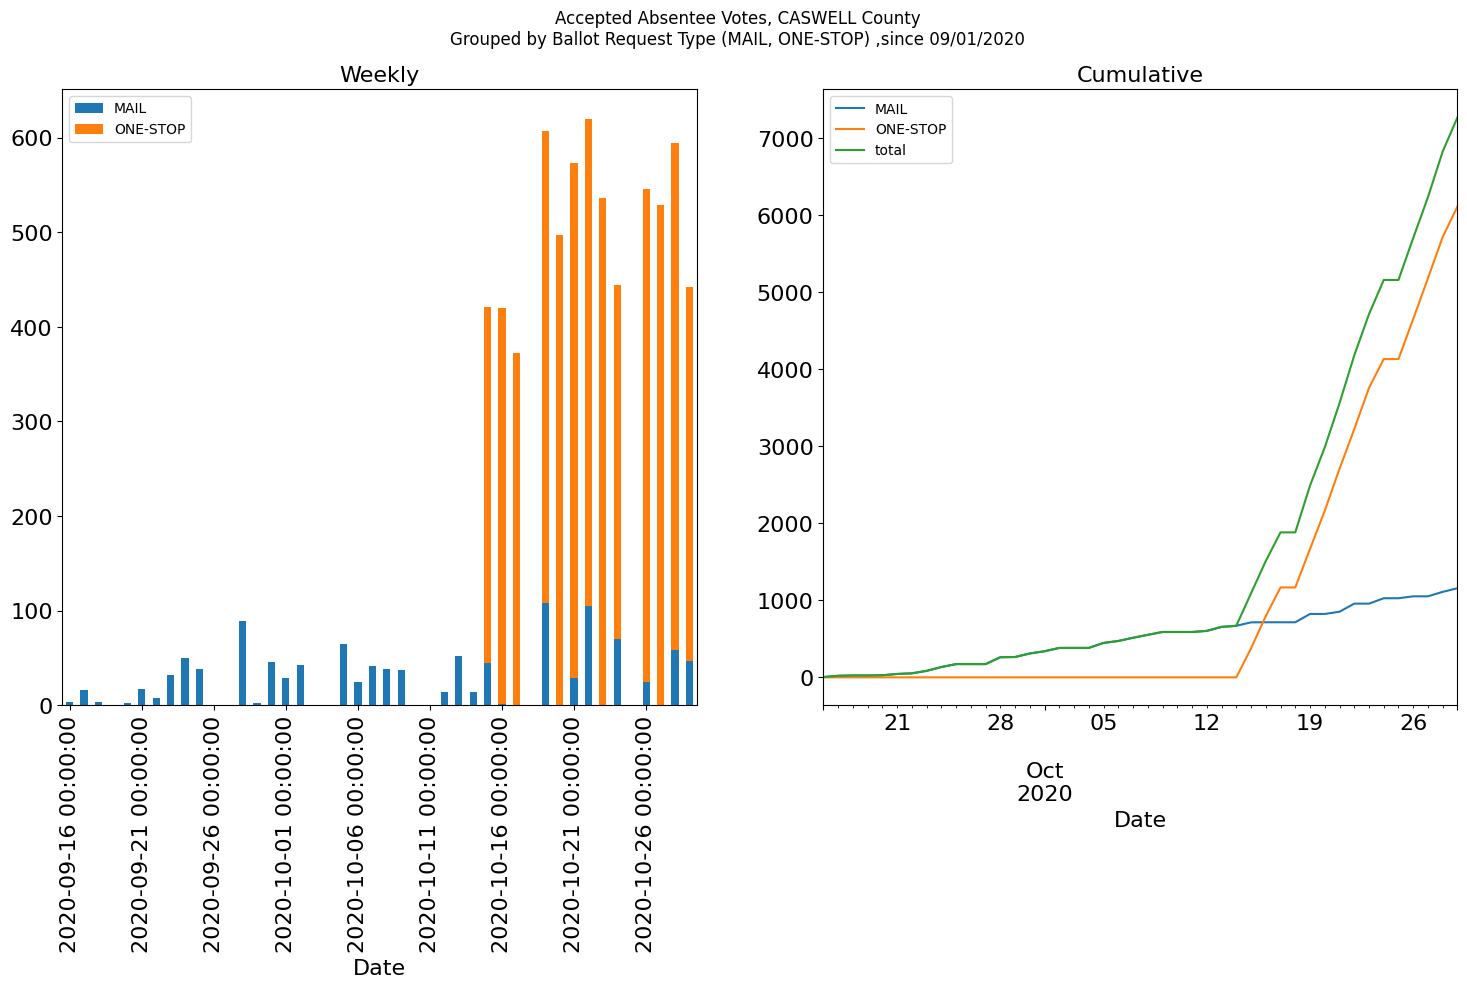 Accepted Absentee Votes, CASWELL County
Grouped by Ballot Request Type (MAIL, ONE-STOP) ,since 09/01/2020
Weekly
MAIL
ONE-STOP
600
500
400
300
200
100
0
2020-09-16 00:00:00
2020-09-21 00:00:00
2020-09-26 00:00:00
2020-10-01 00:00:00
2020-10-06 00:00:00
2020-10-11 00:00:00
2020-10-16 00:00:00
2020-10-21 00:00:00
2020-10-26 00:00:00
Date
Cumulative
MAIL
ONE-STOP
total
7000
6000
5000
4000
3000
2000
1000
0
21 28 05 12 19 26
Oct
2020
Date